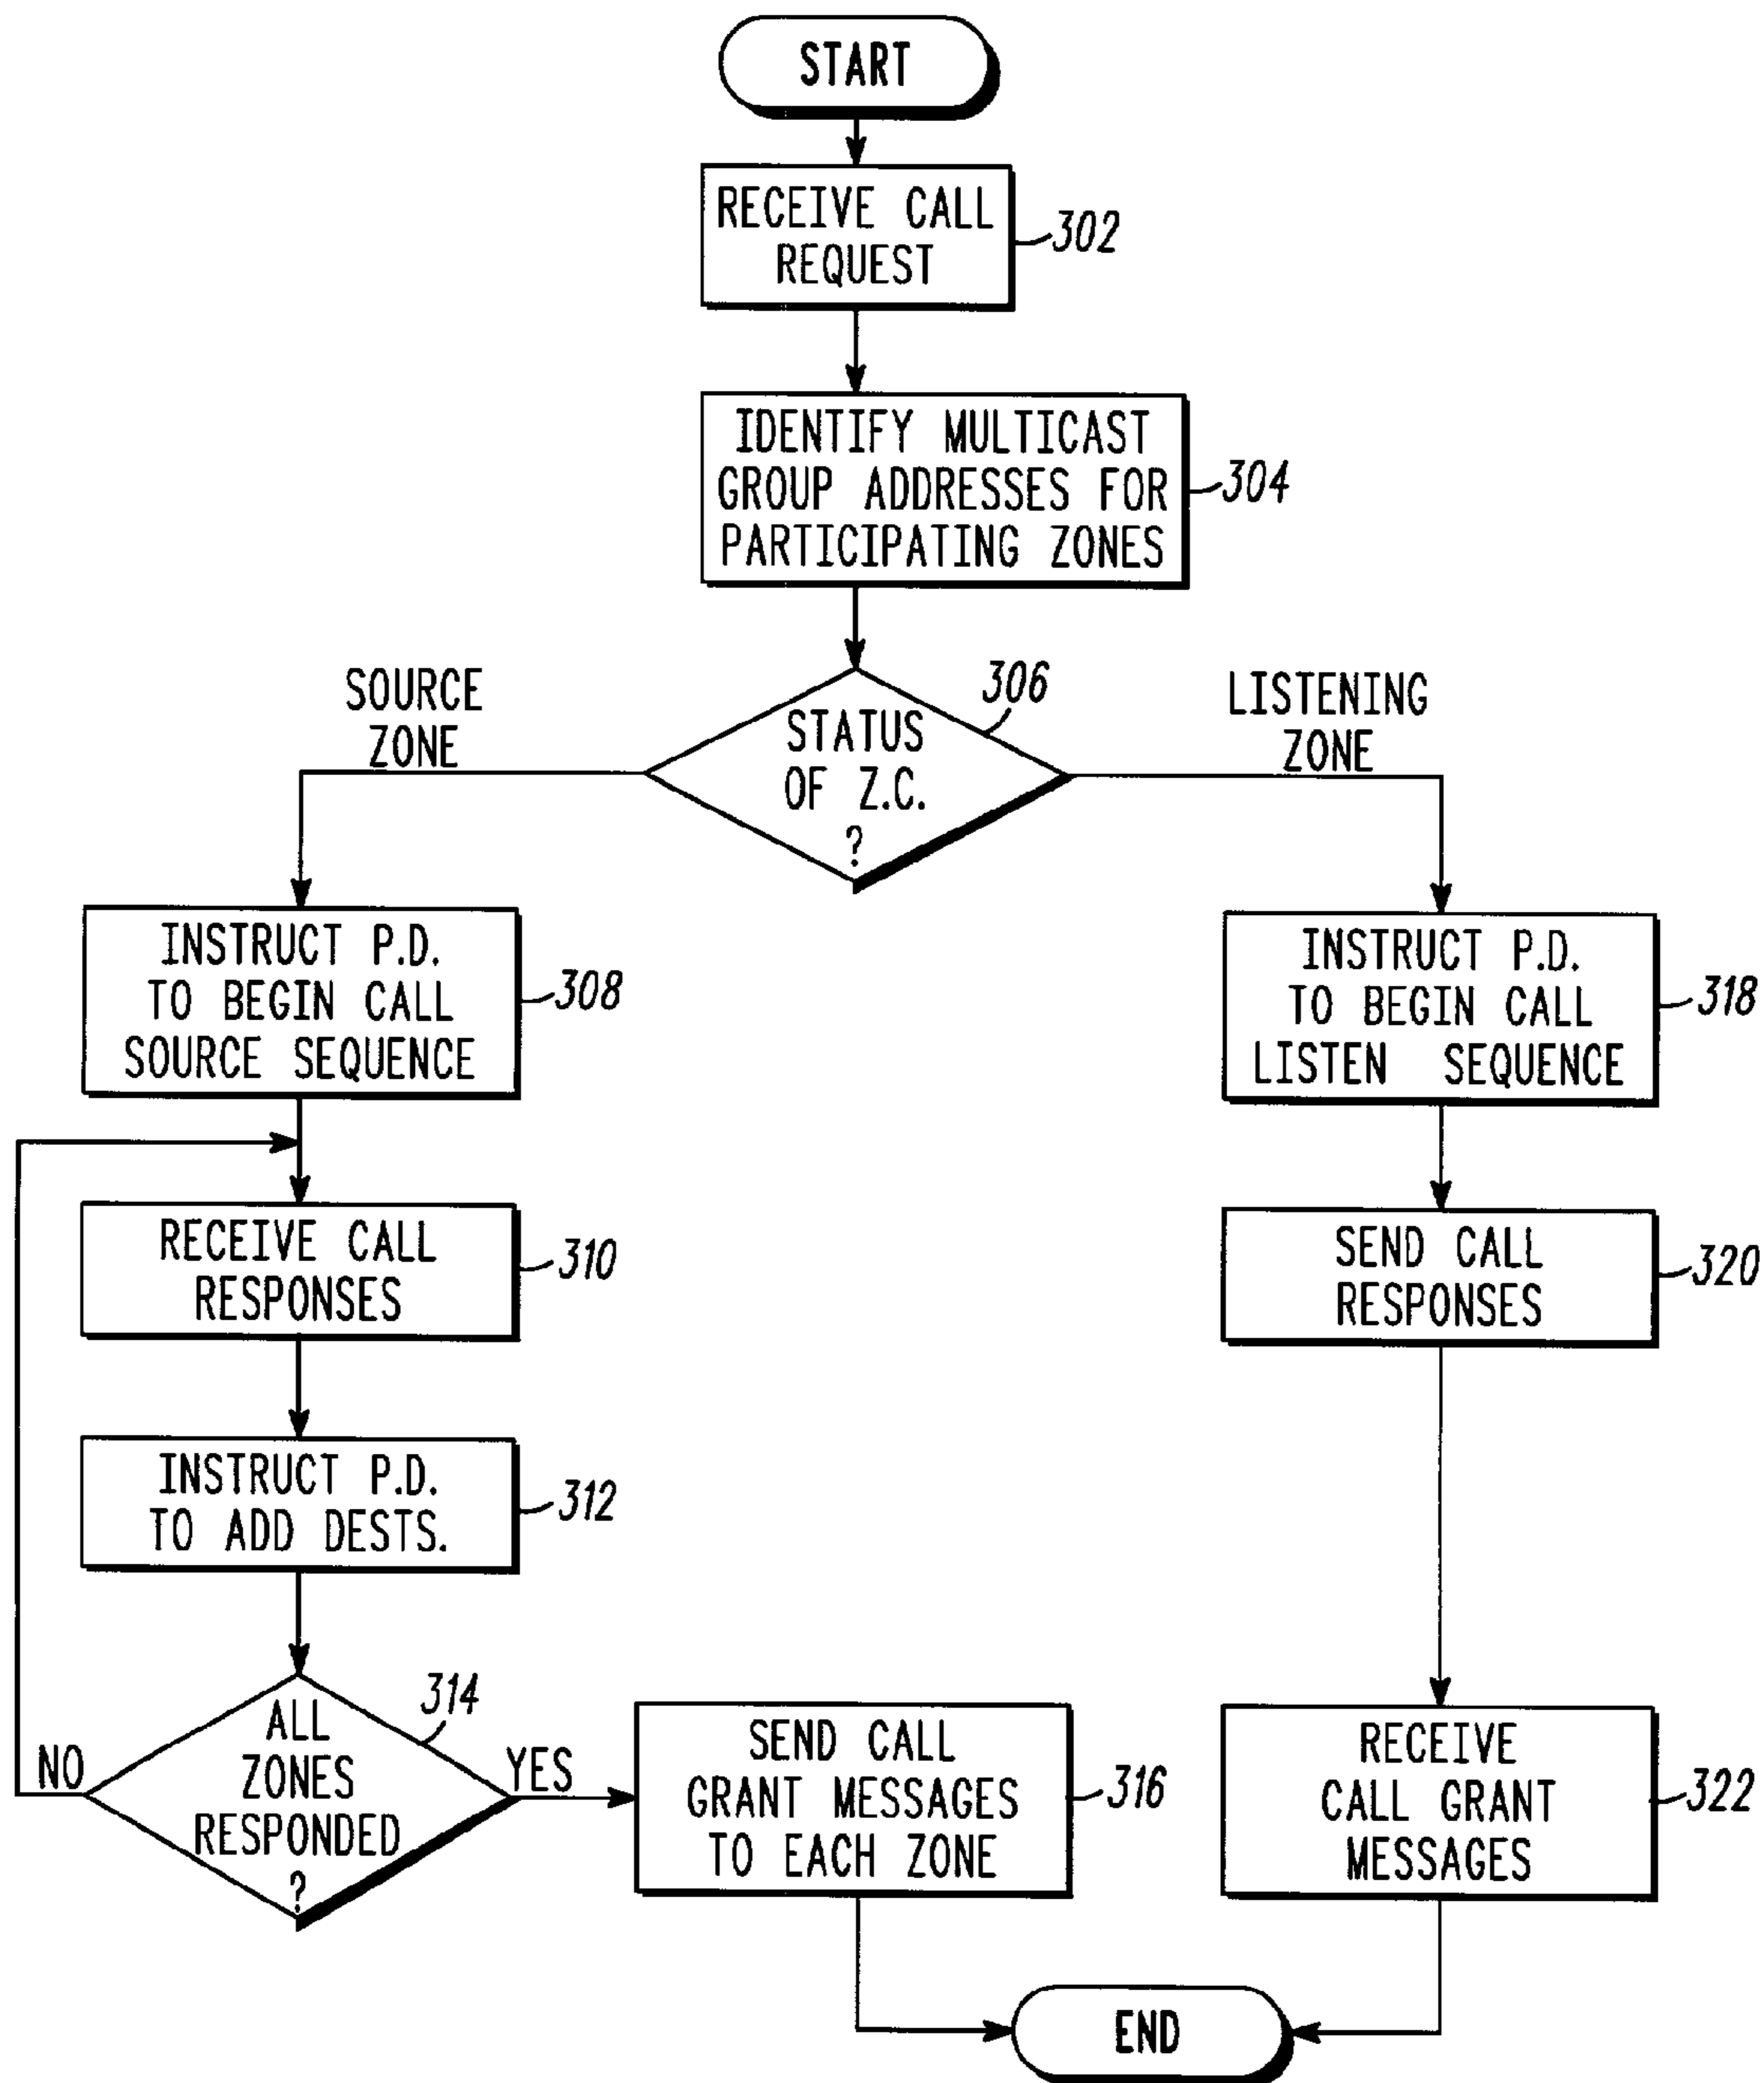 START
RECEIVE CALL
REQUEST
302
IDENTIFY MULTICAST
GROUP ADDRESSES FOR
PARTICIPATING ZONES
304
SOURCE
ZONE
STATUS
OF Z.C.
?
306
LISTENING
ZONE
INSTRUCT P.D.
TO BEGIN CALL
SOURCE SEQUENCE
308
RECEIVE CALL
RESPONSES
310
INSTRUCT P.D.
TO ADD DESTS.
312
ALL
ZONES
RESPONDED
?
314
NO
YES
SEND CALL
GRANT MESSAGES
TO EACH ZONE
316
INSTRUCT P.D.
TO BEGIN CALL
LISTEN SEQUENCE
318
SEND CALL
RESPONSES
320
RECEIVE
CALL GRANT
MESSAGES
322
END